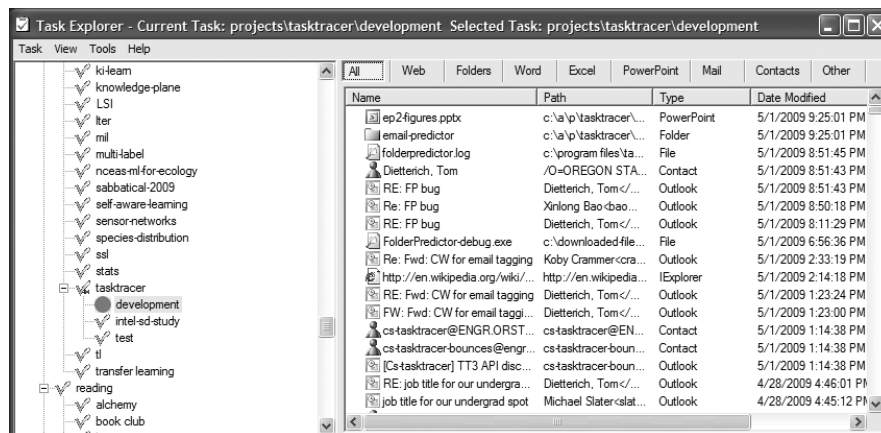 Task Explorer - Current Task: projects\tasktracer\development Selected Task: projects\tasktracer\development
Task View Tools Help
ki-learn
knowledge-plane
LSI
lter
mil
multi-label
nceas-ml-for-ecology
sabbatical-2009
self-aware-learning
sensor-networks
species-distribution
ssl
stats
tasktracer
development
intel-sd-study
test
tl
transfer learning
reading
alchemy
book club
All Web Folders Word Excel PowerPoint Mail Contacts Other
Name Path Type Date Modified
ep2-figures.pptx c:\a\p\tasktracer\... PowerPoint 5/1/2009 9:25:01 PM
email-predictor c:\a\p\tasktracer\... Folder 5/1/2009 9:25:01 PM
folderpredictor.log c:\program files\ta... File 5/1/2009 8:51:45 PM
Dietterich, Tom /O=OREGON STA... Contact 5/1/2009 8:51:43 PM
RE: FP bug Dietterich, Tom</... Outlook 5/1/2009 8:51:43 PM
Re: FP bug Xinlong Bao<bao... Outlook 5/1/2009 8:50:18 PM
RE: FP bug Dietterich, Tom</... Outlook 5/1/2009 8:11:29 PM
FolderPredictor-debug.exe c:\downloaded-file... File 5/1/2009 6:56:36 PM
Re: Fwd: CW for email tagging Koby Crammer<cra... Outlook 5/1/2009 2:33:19 PM
http://en.wikipedia.org/wiki/... http://en.wikipedia... IExplorer 5/1/2009 2:14:18 PM
RE: Fwd: CW for email tagging Dietterich, Tom</... Outlook 5/1/2009 1:23:24 PM
FW: Fwd: CW for email taggi... Dietterich, Tom</... Outlook 5/1/2009 1:23:00 PM
cs-tasktracer@ENGR.ORST... cs-tasktracer@EN... Contact 5/1/2009 1:14:38 PM
cs-tasktracer-bounces@engr... cs-tasktracer-boun... Contact 5/1/2009 1:14:38 PM
[Cs-tasktracer] TT3 API disc... cs-tasktracer-boun... Outlook 5/1/2009 1:14:38 PM
RE: job title for our undergra... Dietterich, Tom</... Outlook 4/28/2009 4:46:01 PM
job title for our undergrad spot Michael Slater<slat... Outlook 4/28/2009 4:45:12 PM